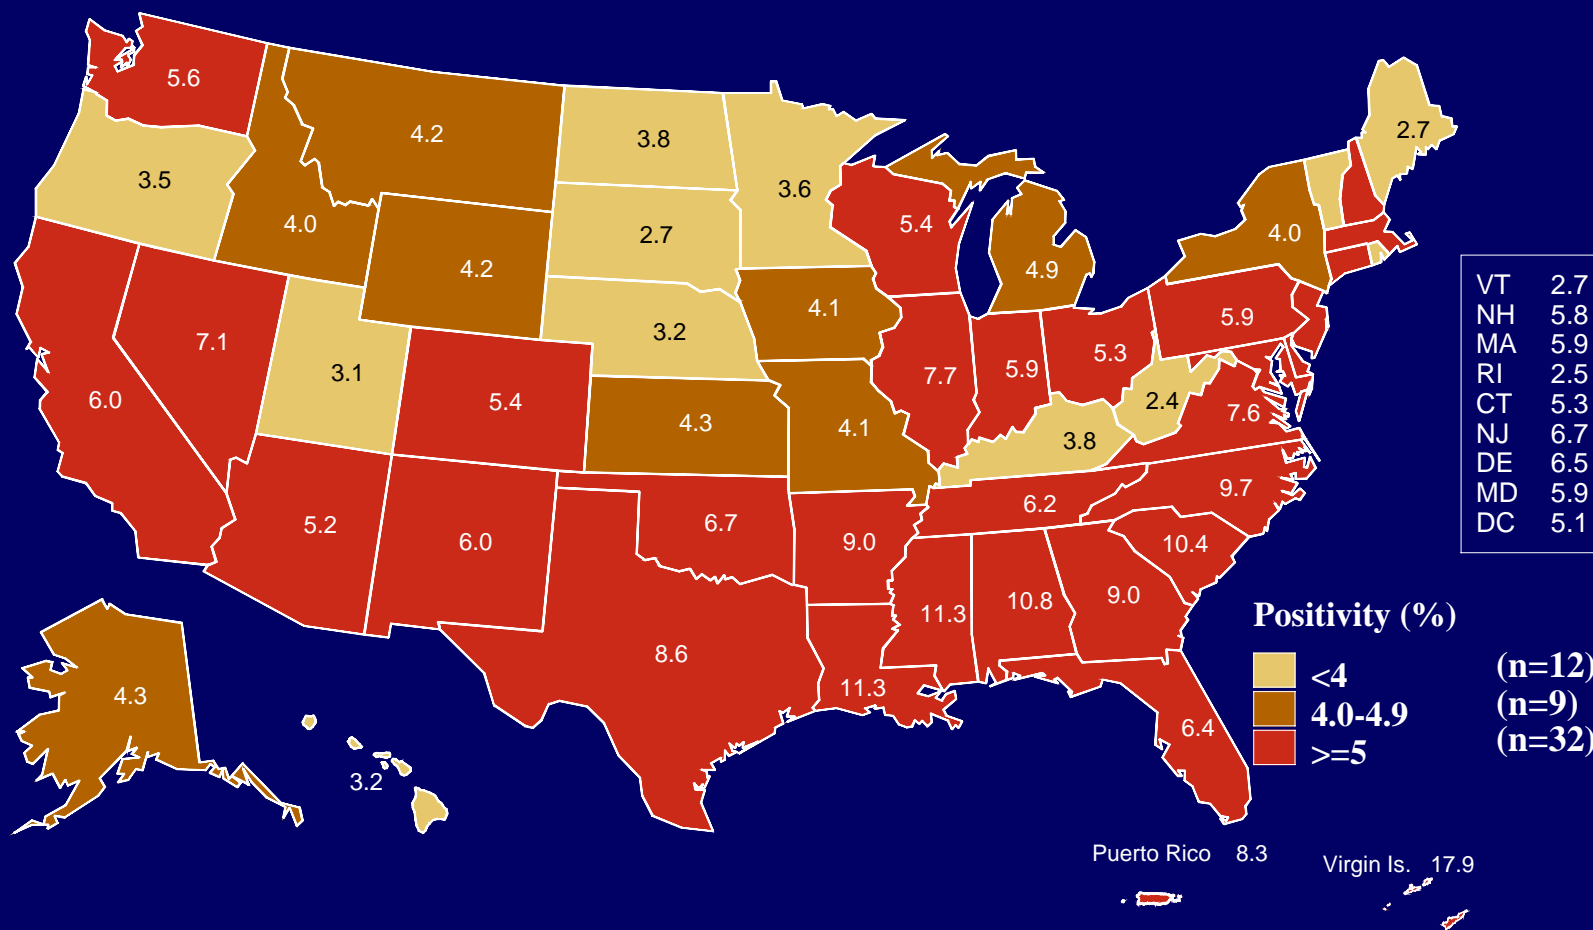 5.6
4.2
3.8
3.6
2.7
3.5
4.0
4.2
2.7
5.4
4.9
4.0
7.1
3.1
3.2
4.1
5.9
6.0
5.4
4.3
4.1
7.7
5.9
5.3
2.4
7.6
3.8
5.2
6.0
6.7
9.0
6.2
9.7
10.4
8.6
11.3
11.3
10.8
9.0
6.4
4.3
3.2
VT 2.7
NH 5.8
MA 5.9
RI 2.5
CT 5.3
NJ 6.7
DE 6.5
MD 5.9
DC 5.1
Positivity (%)
<4 (n=12)
4.0-4.9 (n=9)
>=5 (n=32)
Puerto Rico 8.3
Virgin Is. 17.9